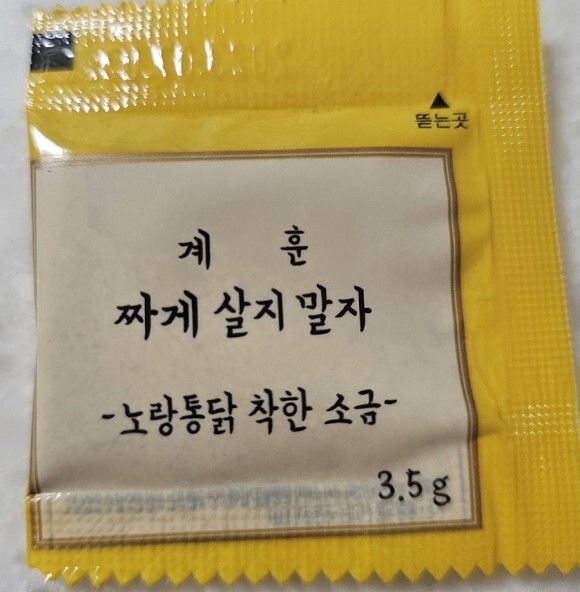 ▲
뜯는곳
계 훈
짜게 살지 말자
-노랑통닭 착한 소금-
3.5 g